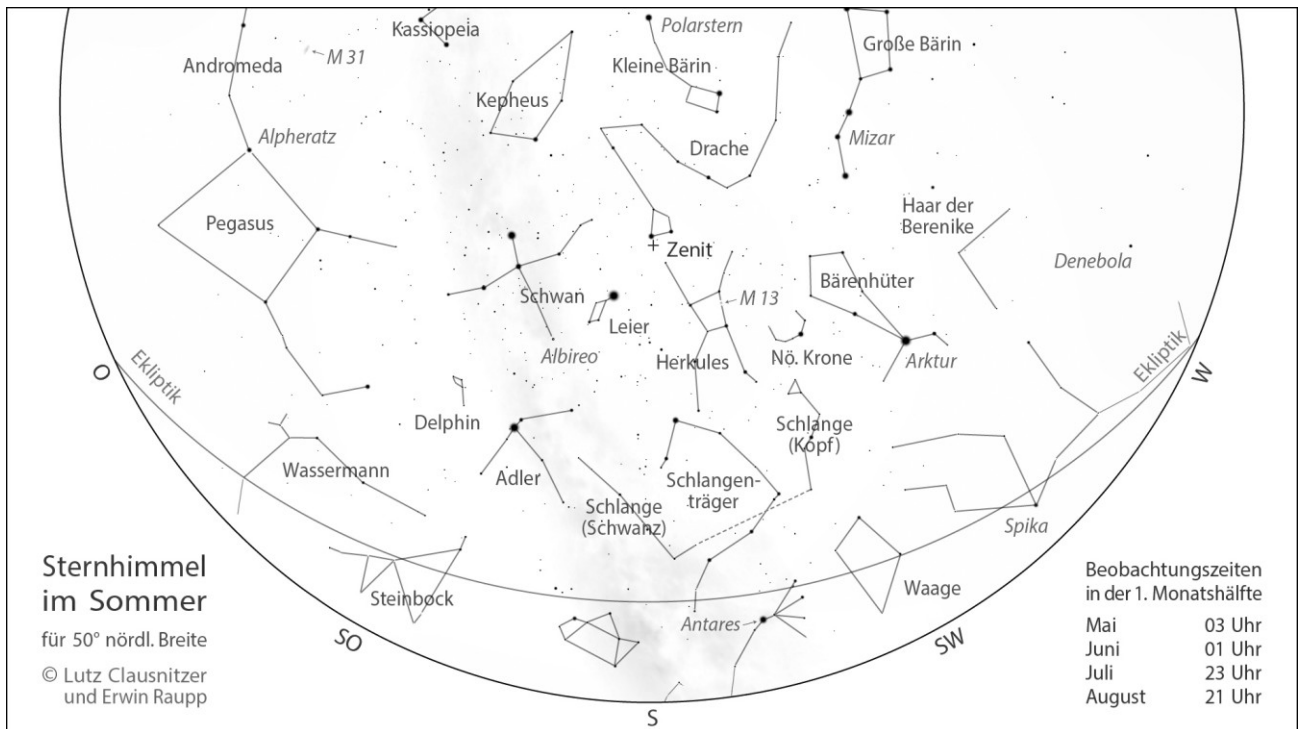 Kassiopeia
Polarstern
Große Bärin
M 31
Andromeda
Kleine Bärin
Kepheus
Alpheratz
Mizar
Drache
Haar der
Berenike
Pegasus
Zenit
Denebola
Bärenhüter
Schwan
M 13
Leier
Albireo
Herkules
Nö. Krone
Arktur
Ekliptik
Ekliptik
O
W
Delphin
Schlange
(Kopf)
Wassermann
Adler
Schlangen-
träger
Schlange
(Schwanz)
Spika
Steinbock
Waage
Antares
SO
SW
S
Sternhimmel
im Sommer
für 50° nördl. Breite
© Lutz Clausnitzer
und Erwin Raupp
Beobachtungszeiten
in der 1. Monatshälfte
Mai 03 Uhr
Juni 01 Uhr
Juli 23 Uhr
August 21 Uhr